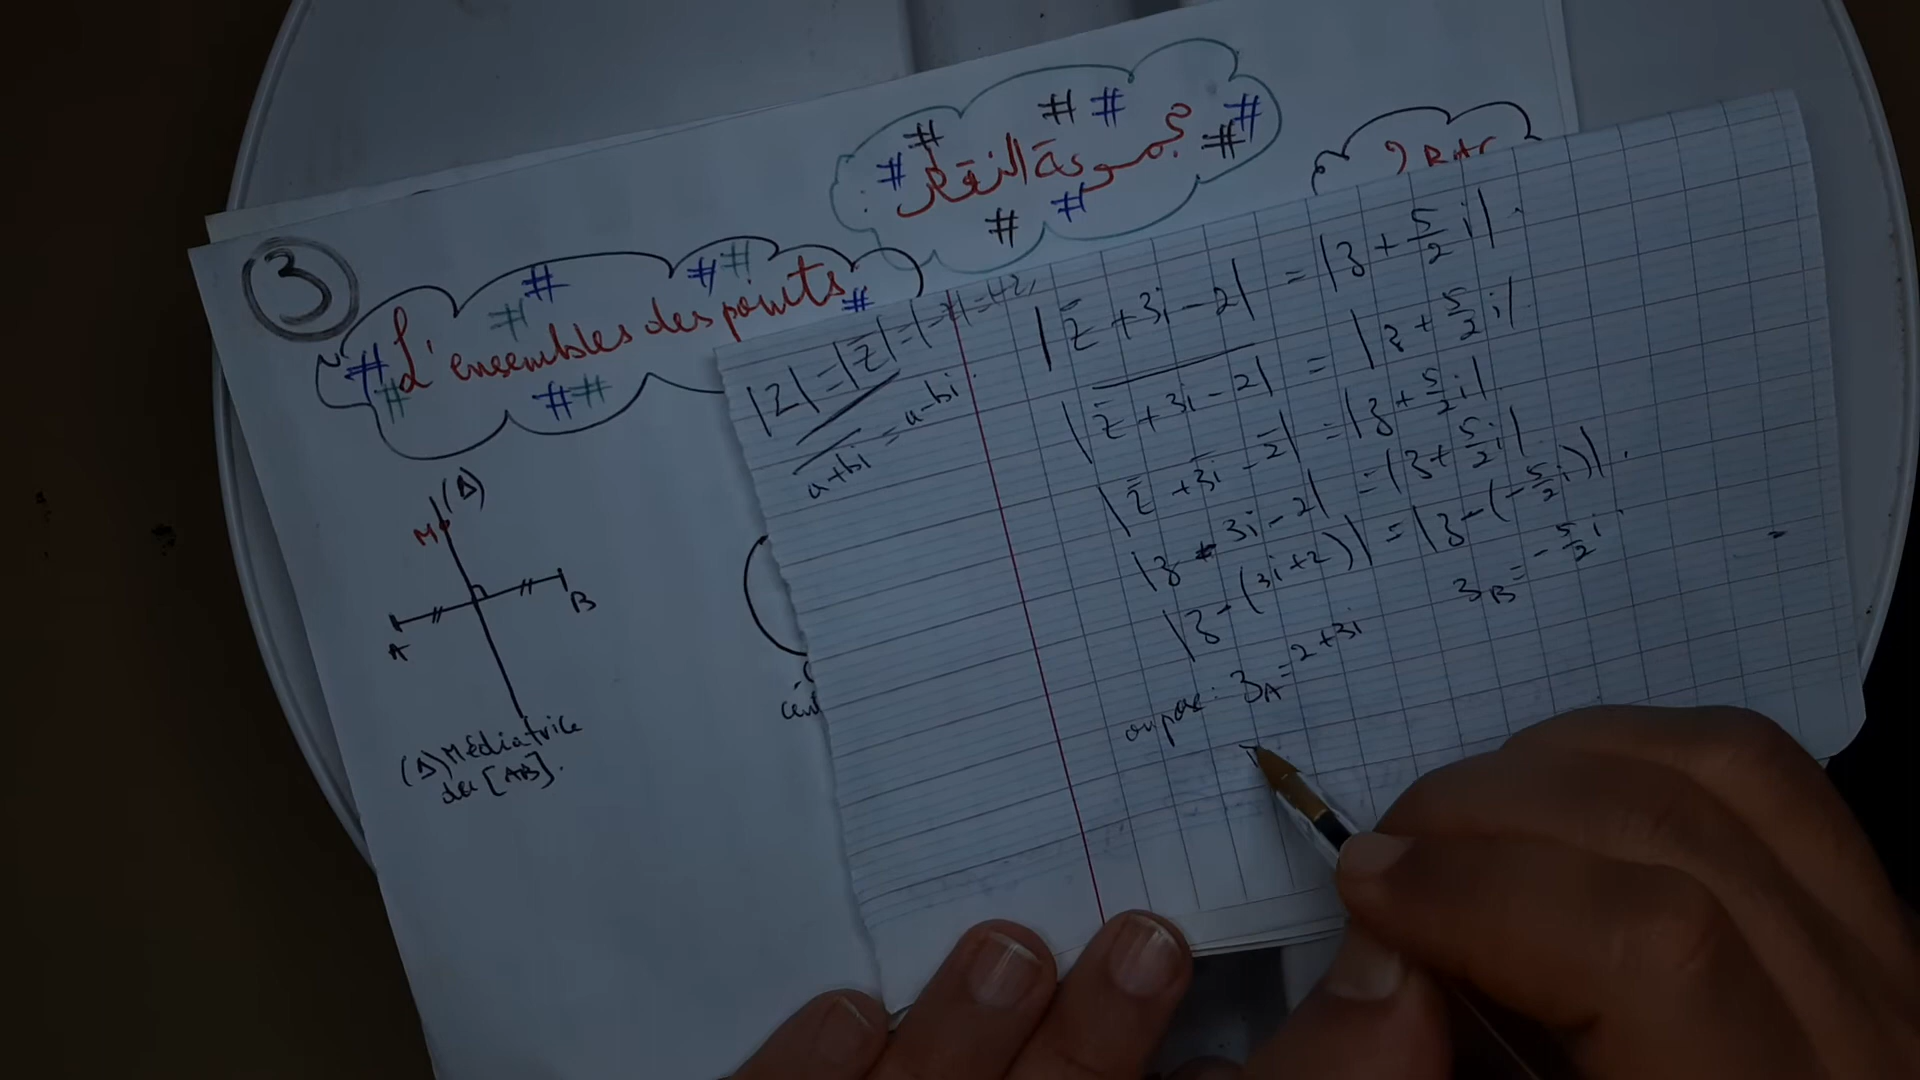 # # # # # # # #
مجموعة النقط
3
# # # # # # # #
L'ensembles des points
(Δ)
M
A
B
(Δ) Médiatrice
de [AB].
|z| = |z̅| = |-z| =
a+bi = a-bi
|z̅ + 3i - 2| = |z + 5/2 i|
|z̅ + 3i - 2| = |z + 5/2 i|
|z̅ + 3i - 2| = |z + 5/2 i|
|z - 3i - 2| = |z + 5/2 i|
|z - (3i+2)| = |z - (-5/2 i)|.
on pose : z_A = 2+3i
z_B = -5/2 i